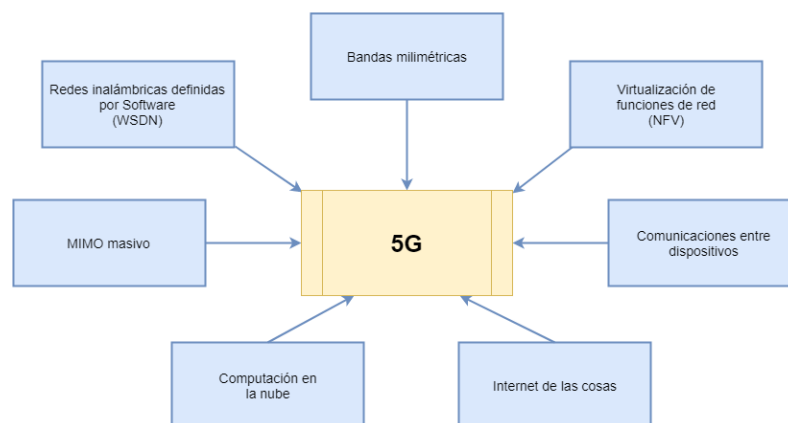 Bandas milimétricas
Redes inalámbricas definidas
por Software
(WSDN)
Virtualización de
funciones de red
(NFV)
MIMO masivo
5G
Comunicaciones entre
dispositivos
Computación en
la nube
Internet de las cosas